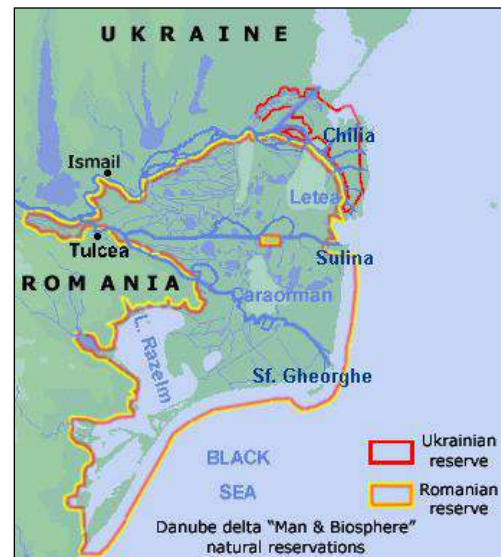 UKRAINE
Chilia
Ismail
Letea
Tulcea
Sulina
ROMANIA
Caraorman
L. Razelm
Sf. Gheorghe
Ukrainian
reserve
BLACK
SEA
Romanian
reserve
Danube delta "Man & Biosphere"
natural reservations